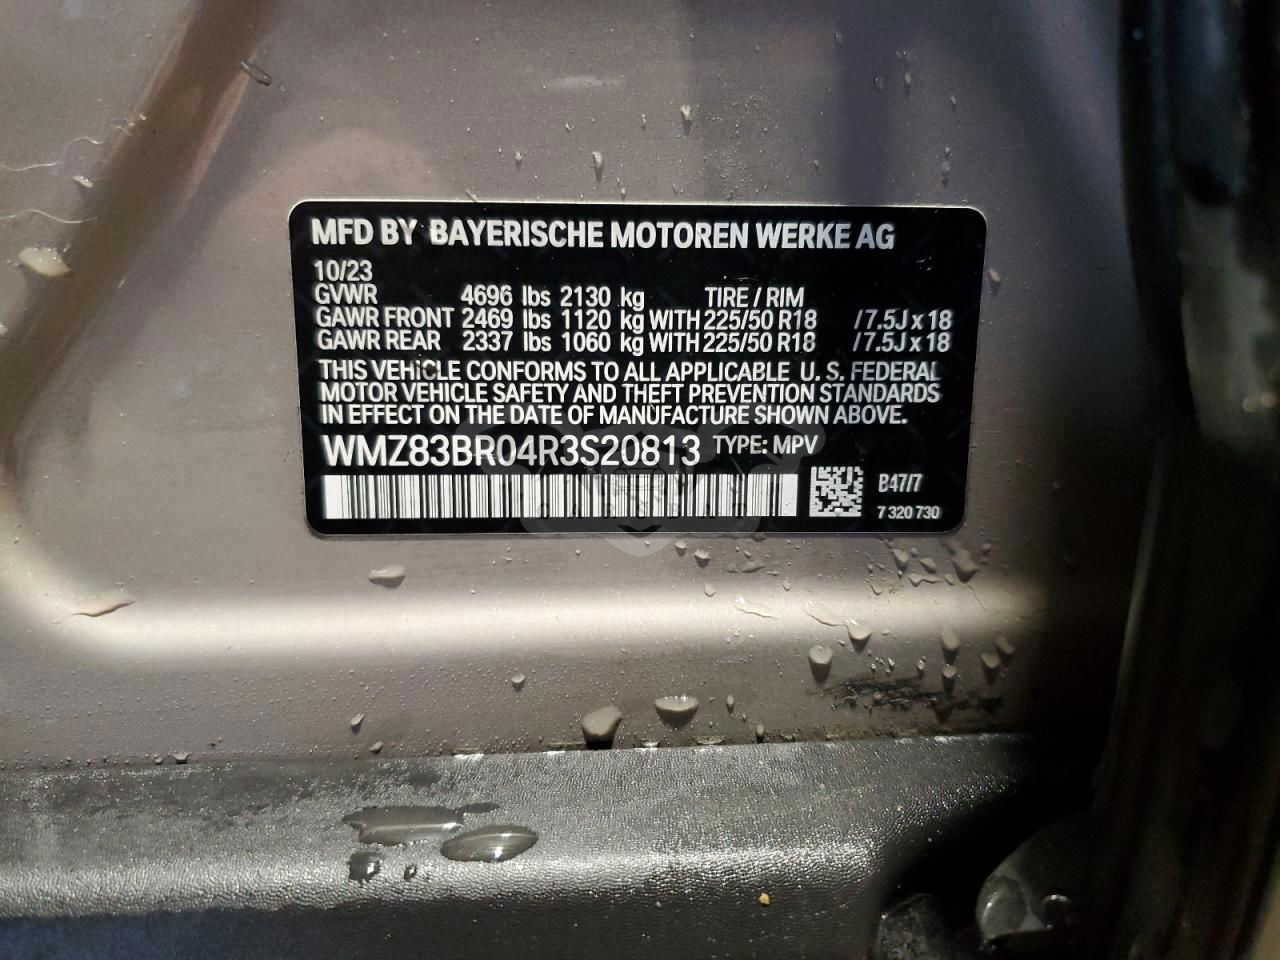 MFD BY BAYERISCHE MOTOREN WERKE AG
10/23
GVWR 4696 lbs 2130 kg TIRE / RIM
GAWR FRONT 2469 lbs 1120 kg WITH 225/50 R18 /7.5J x 18
GAWR REAR 2337 lbs 1060 kg WITH 225/50 R18 /7.5J x 18
THIS VEHICLE CONFORMS TO ALL APPLICABLE U. S. FEDERAL
MOTOR VEHICLE SAFETY AND THEFT PREVENTION STANDARDS
IN EFFECT ON THE DATE OF MANUFACTURE SHOWN ABOVE.
WMZ83BR04R3S20813 TYPE: MPV
B47/7
7 320 730